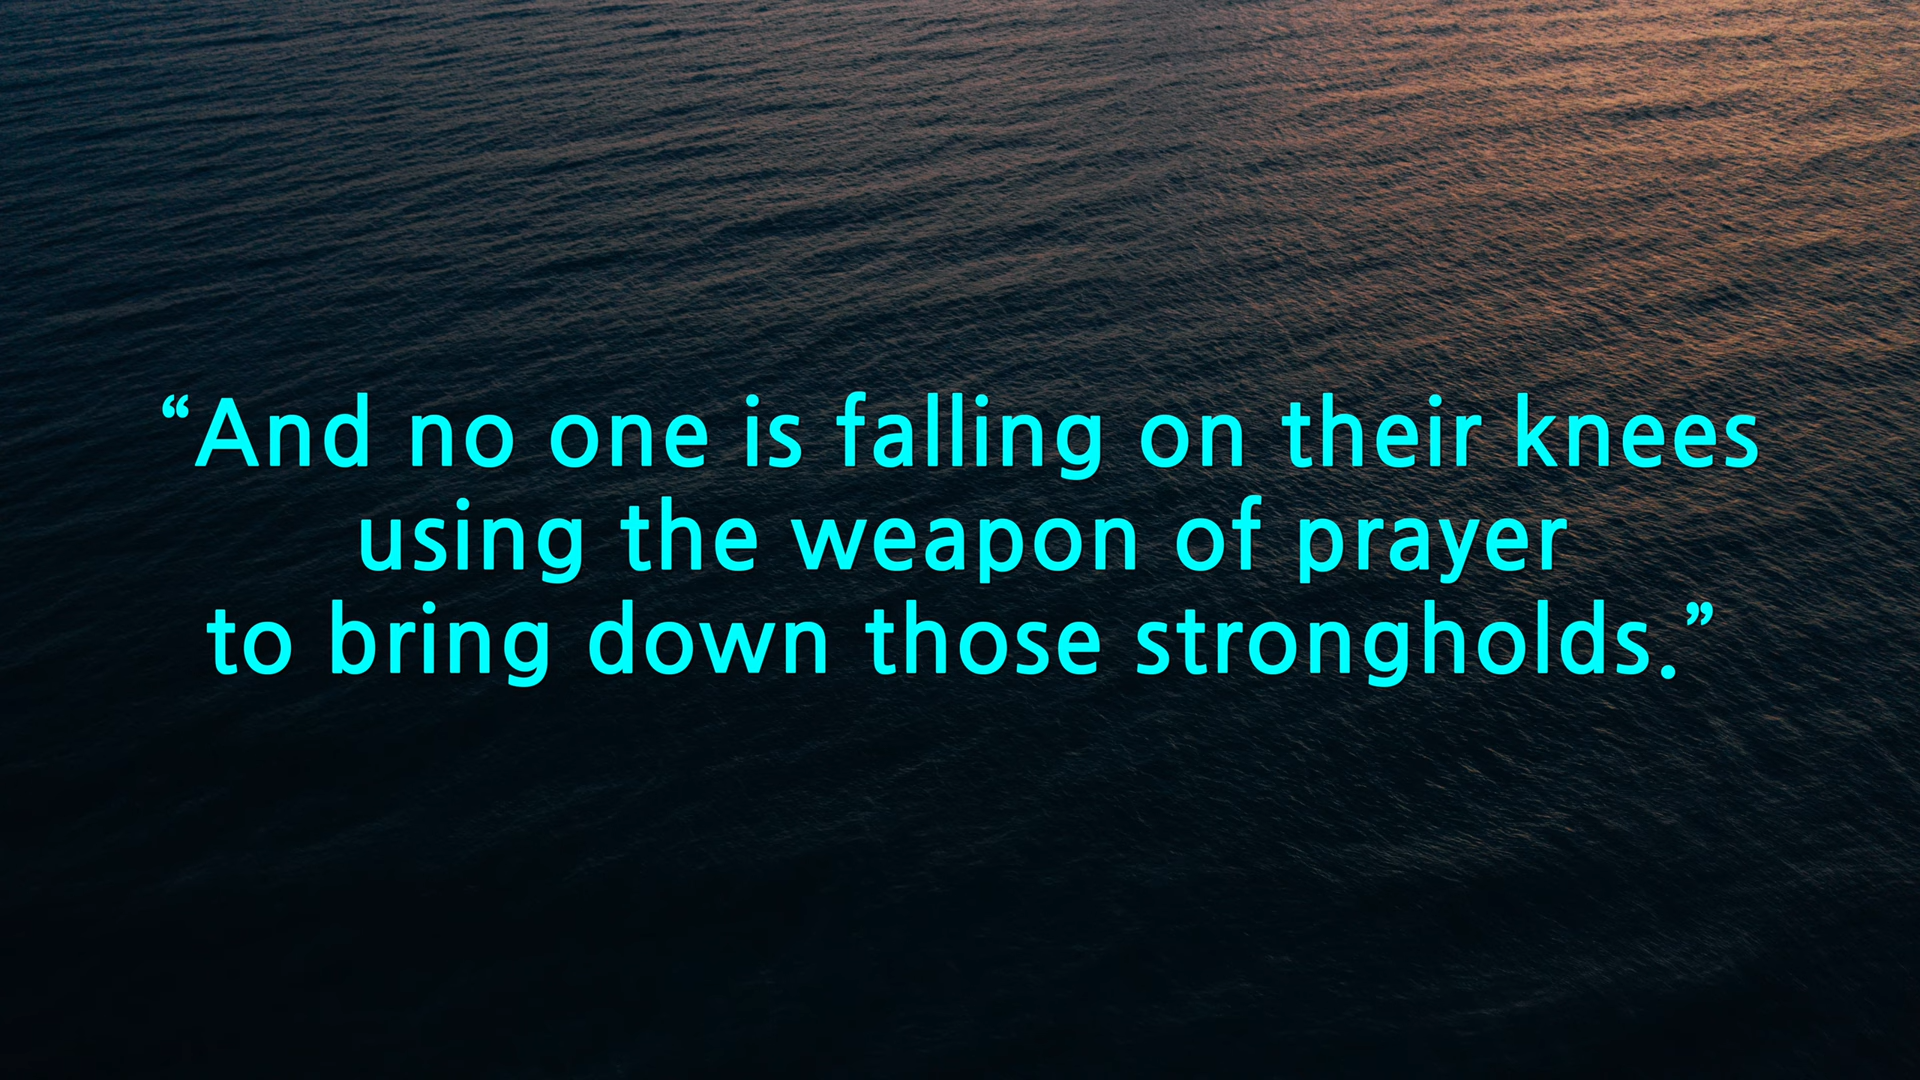 “And no one is falling on their knees
using the weapon of prayer
to bring down those strongholds.”